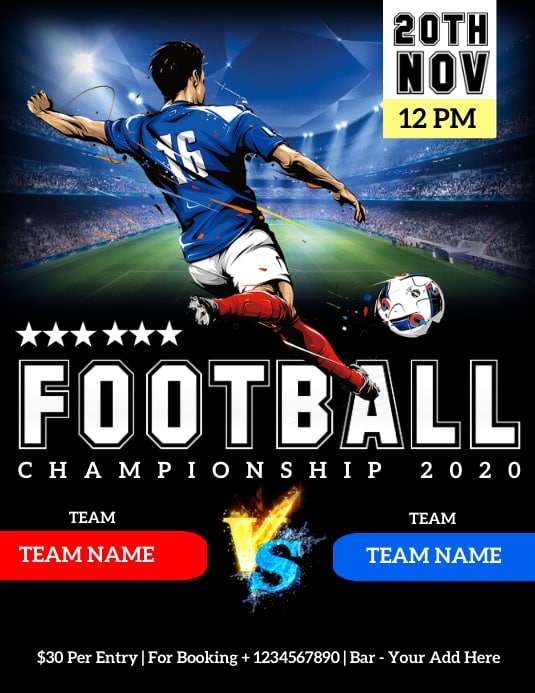 20TH
NOV
12 PM
16
FOOTBALL
CHAMPIONSHIP 2020
TEAM
TEAM NAME
VS
TEAM
TEAM NAME
$30 Per Entry | For Booking + 1234567890 | Bar - Your Add Here